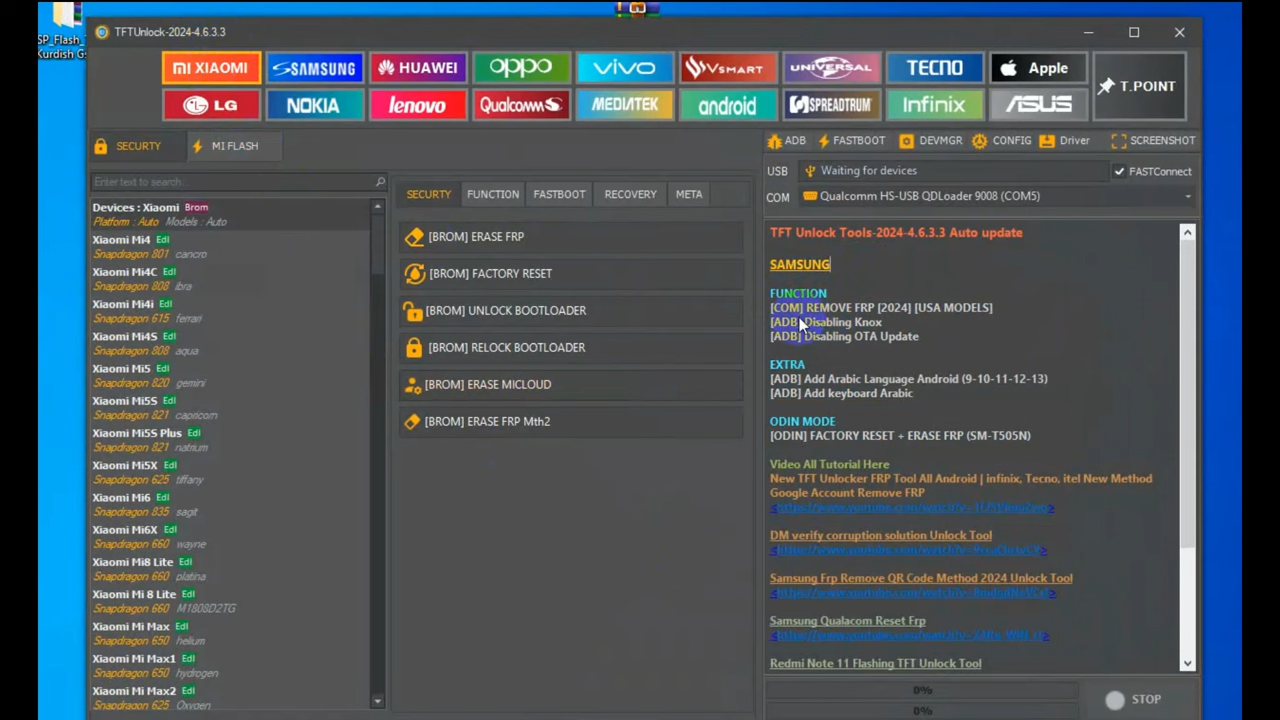 SP_Flash_
Kurdish Gs
TFTUnlock-2024-4.6.3.3
MI XIAOMI
SAMSUNG
HUAWEI
oppo
vivo
VSMART
UNIVERSAL
TECNO
Apple
T.POINT
LG
NOKIA
lenovo
Qualcomm
MEDIATEK
android
SPREADTRUM
Infinix
ASUS
SECURTY
MI FLASH
ADB
FASTBOOT
DEVMGR
CONFIG
Driver
SCREENSHOT
USB
Waiting for devices
FASTConnect
COM
Qualcomm HS-USB QDLoader 9008 (COM5)
Enter text to search...
Devices : Xiaomi Brom
Platform : Auto Models : Auto
Xiaomi Mi4 Edl
Snapdragon 801 cancro
Xiaomi Mi4C Edl
Snapdragon 808 libra
Xiaomi Mi4i Edl
Snapdragon 615 ferrari
Xiaomi Mi4S Edl
Snapdragon 808 aqua
Xiaomi Mi5 Edl
Snapdragon 820 gemini
Xiaomi Mi5S Edl
Snapdragon 821 capricorn
Xiaomi Mi5S Plus Edl
Snapdragon 821 natrium
Xiaomi Mi5X Edl
Snapdragon 625 tiffany
Xiaomi Mi6 Edl
Snapdragon 835 sagit
Xiaomi Mi6X Edl
Snapdragon 660 wayne
Xiaomi Mi8 Lite Edl
Snapdragon 660 platina
Xiaomi Mi 8 Lite Edl
Snapdragon 660 M1808D2TG
Xiaomi Mi Max Edl
Snapdragon 650 helium
Xiaomi Mi Max1 Edl
Snapdragon 650 hydrogen
Xiaomi Mi Max2 Edl
Snapdragon 625 Oxygen
SECURTY
FUNCTION
FASTBOOT
RECOVERY
META
[BROM] ERASE FRP
[BROM] FACTORY RESET
[BROM] UNLOCK BOOTLOADER
[BROM] RELOCK BOOTLOADER
[BROM] ERASE MICLOUD
[BROM] ERASE FRP Mth2
TFT Unlock Tools-2024-4.6.3.3 Auto update
SAMSUNG
FUNCTION
[COM] REMOVE FRP [2024] [USA MODELS]
[ADB] Disabling Knox
[ADB] Disabling OTA Update
EXTRA
[ADB] Add Arabic Language Android (9-10-11-12-13)
[ADB] Add keyboard Arabic
ODIN MODE
[ODIN] FACTORY RESET + ERASE FRP (SM-T505N)
Video All Tutorial Here
New TFT Unlocker FRP Tool All Android | infinix, Tecno, itel New Method
Google Account Remove FRP
DM verify corruption solution Unlock Tool
Samsung Frp Remove QR Code Method 2024 Unlock Tool
Samsung Qualacom Reset Frp
Redmi Note 11 Flashing TFT Unlock Tool
0%
STOP
0%